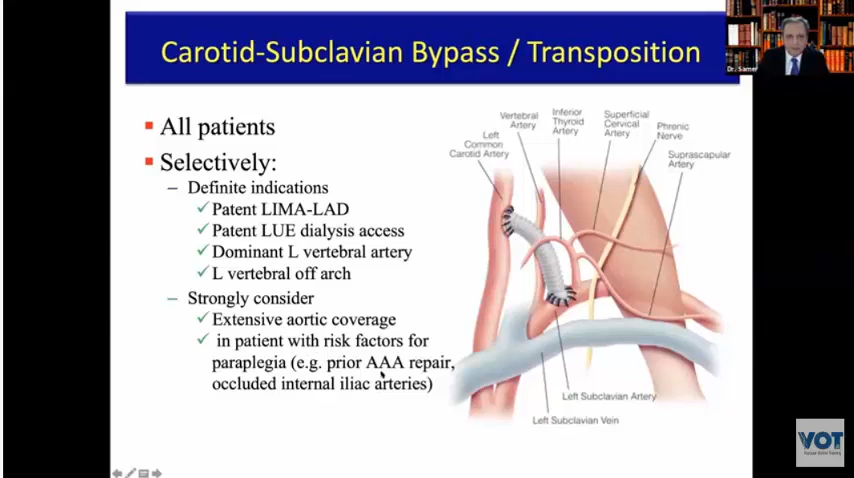 Carotid-Subclavian Bypass / Transposition
Dr. Samer
All patients
Selectively:
– Definite indications
✓Patent LIMA-LAD
✓Patent LUE dialysis access
✓Dominant L vertebral artery
✓L vertebral off arch
– Strongly consider
✓Extensive aortic coverage
✓ in patient with risk factors for
paraplegia (e.g. prior AAA repair,
occluded internal iliac arteries)
Left
Common
Carotid Artery
Vertebral
Artery
Inferior
Thyroid
Artery
Superficial
Cervical
Artery
Phrenic
Nerve
Suprascapular
Artery
Left Subclavian Artery
Left Subclavian Vein
VOT